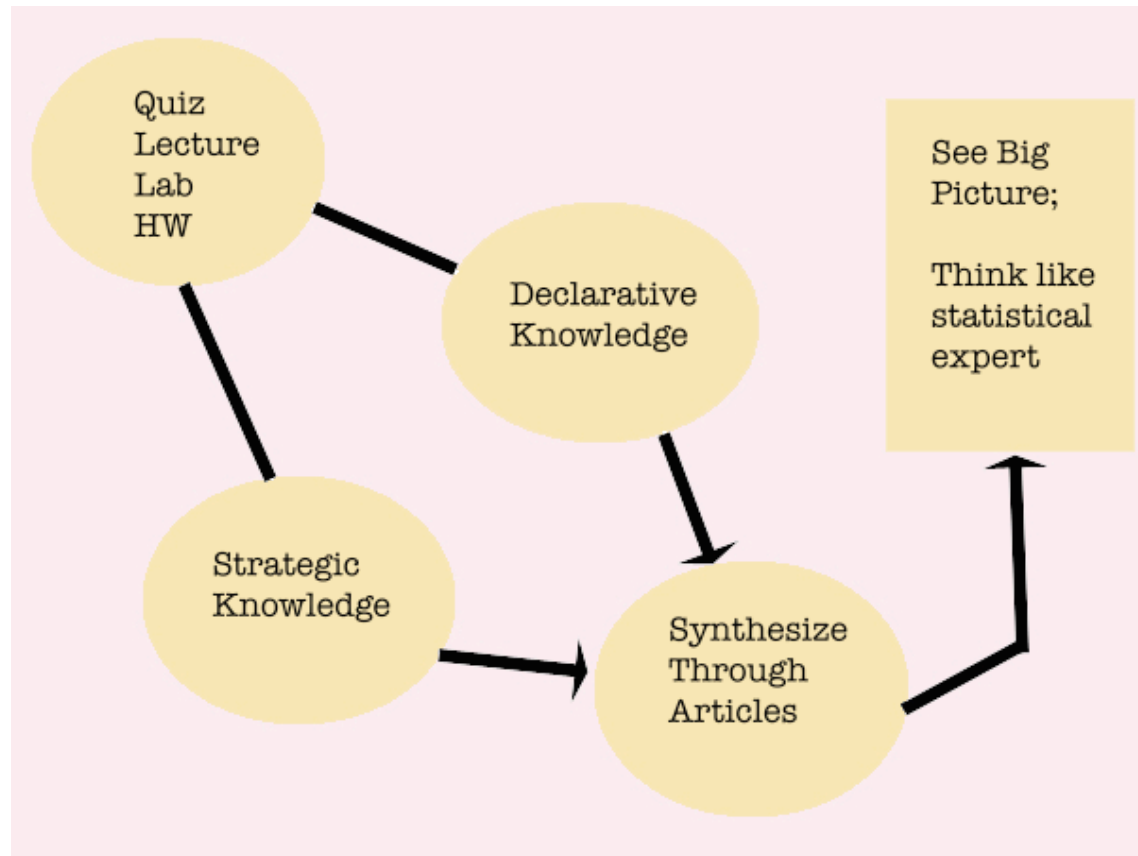 Quiz
Lecture
Lab
HW
Declarative
Knowledge
See Big
Picture;
Think like
statistical
expert
Strategic
Knowledge
Synthesize
Through
Articles